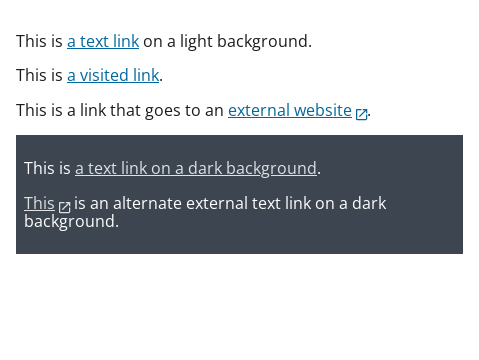 This is a text link on a light background.
This is a visited link.
This is a link that goes to an external website.
This is a text link on a dark background.
This is an alternate external text link on a dark
background.